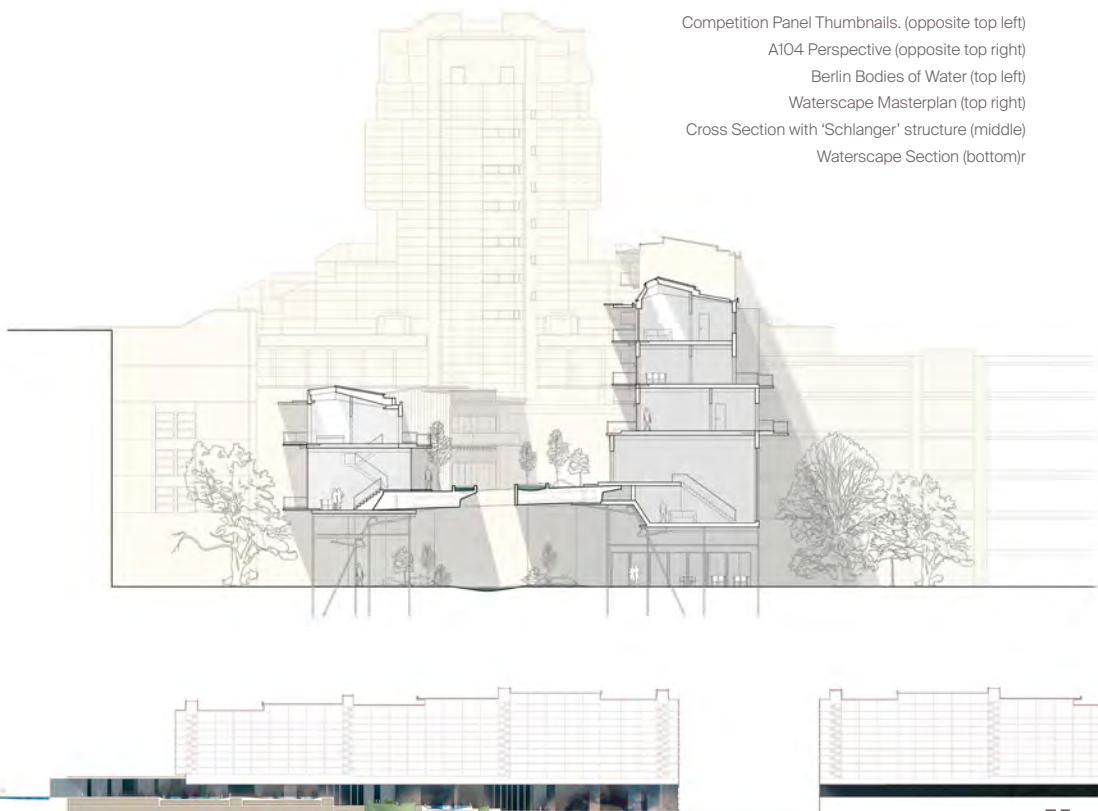 Competition Panel Thumbnails. (opposite top left)
A104 Perspective (opposite top right)
Berlin Bodies of Water (top left)
Waterscape Masterplan (top right)
Cross Section with ‘Schlanger’ structure (middle)
Waterscape Section (bottom)r